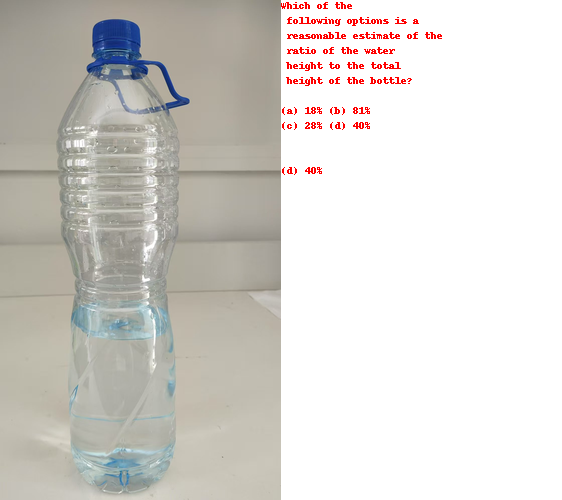 Which of the
following options is a
reasonable estimate of the
ratio of the water
height to the total
height of the bottle?
(a) 18% (b) 81%
(c) 28% (d) 40%
(d) 40%